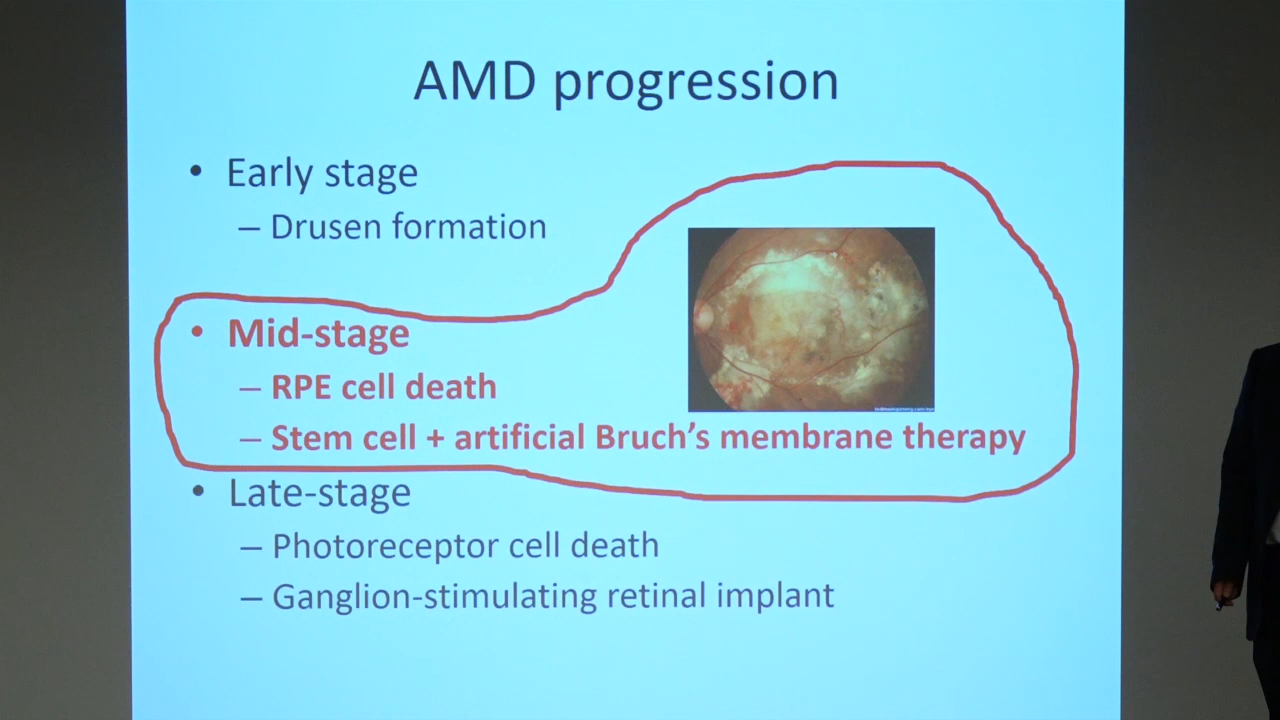 AMD progression
• Early stage
– Drusen formation
• Mid-stage
– RPE cell death
– Stem cell + artificial Bruch’s membrane therapy
• Late-stage
– Photoreceptor cell death
– Ganglion-stimulating retinal implant